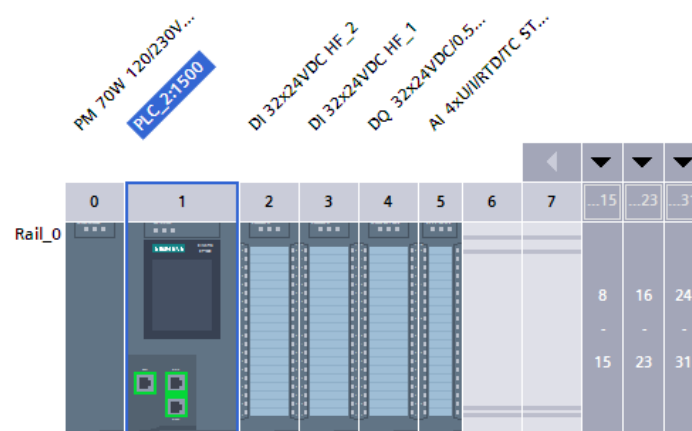 PM 70W 120/230V...
PLC_2:1500
DI 32x24VDC HF_2
DI 32x24VDC HF_1
DQ 32x24VDC/0.5...
AI 4xU/I/RTD/TC ST...
0 1 2 3 4 5 6 7 ...15 ...23 ...31
Rail_0
SIEMENS
8 16 24
- - -
15 23 31